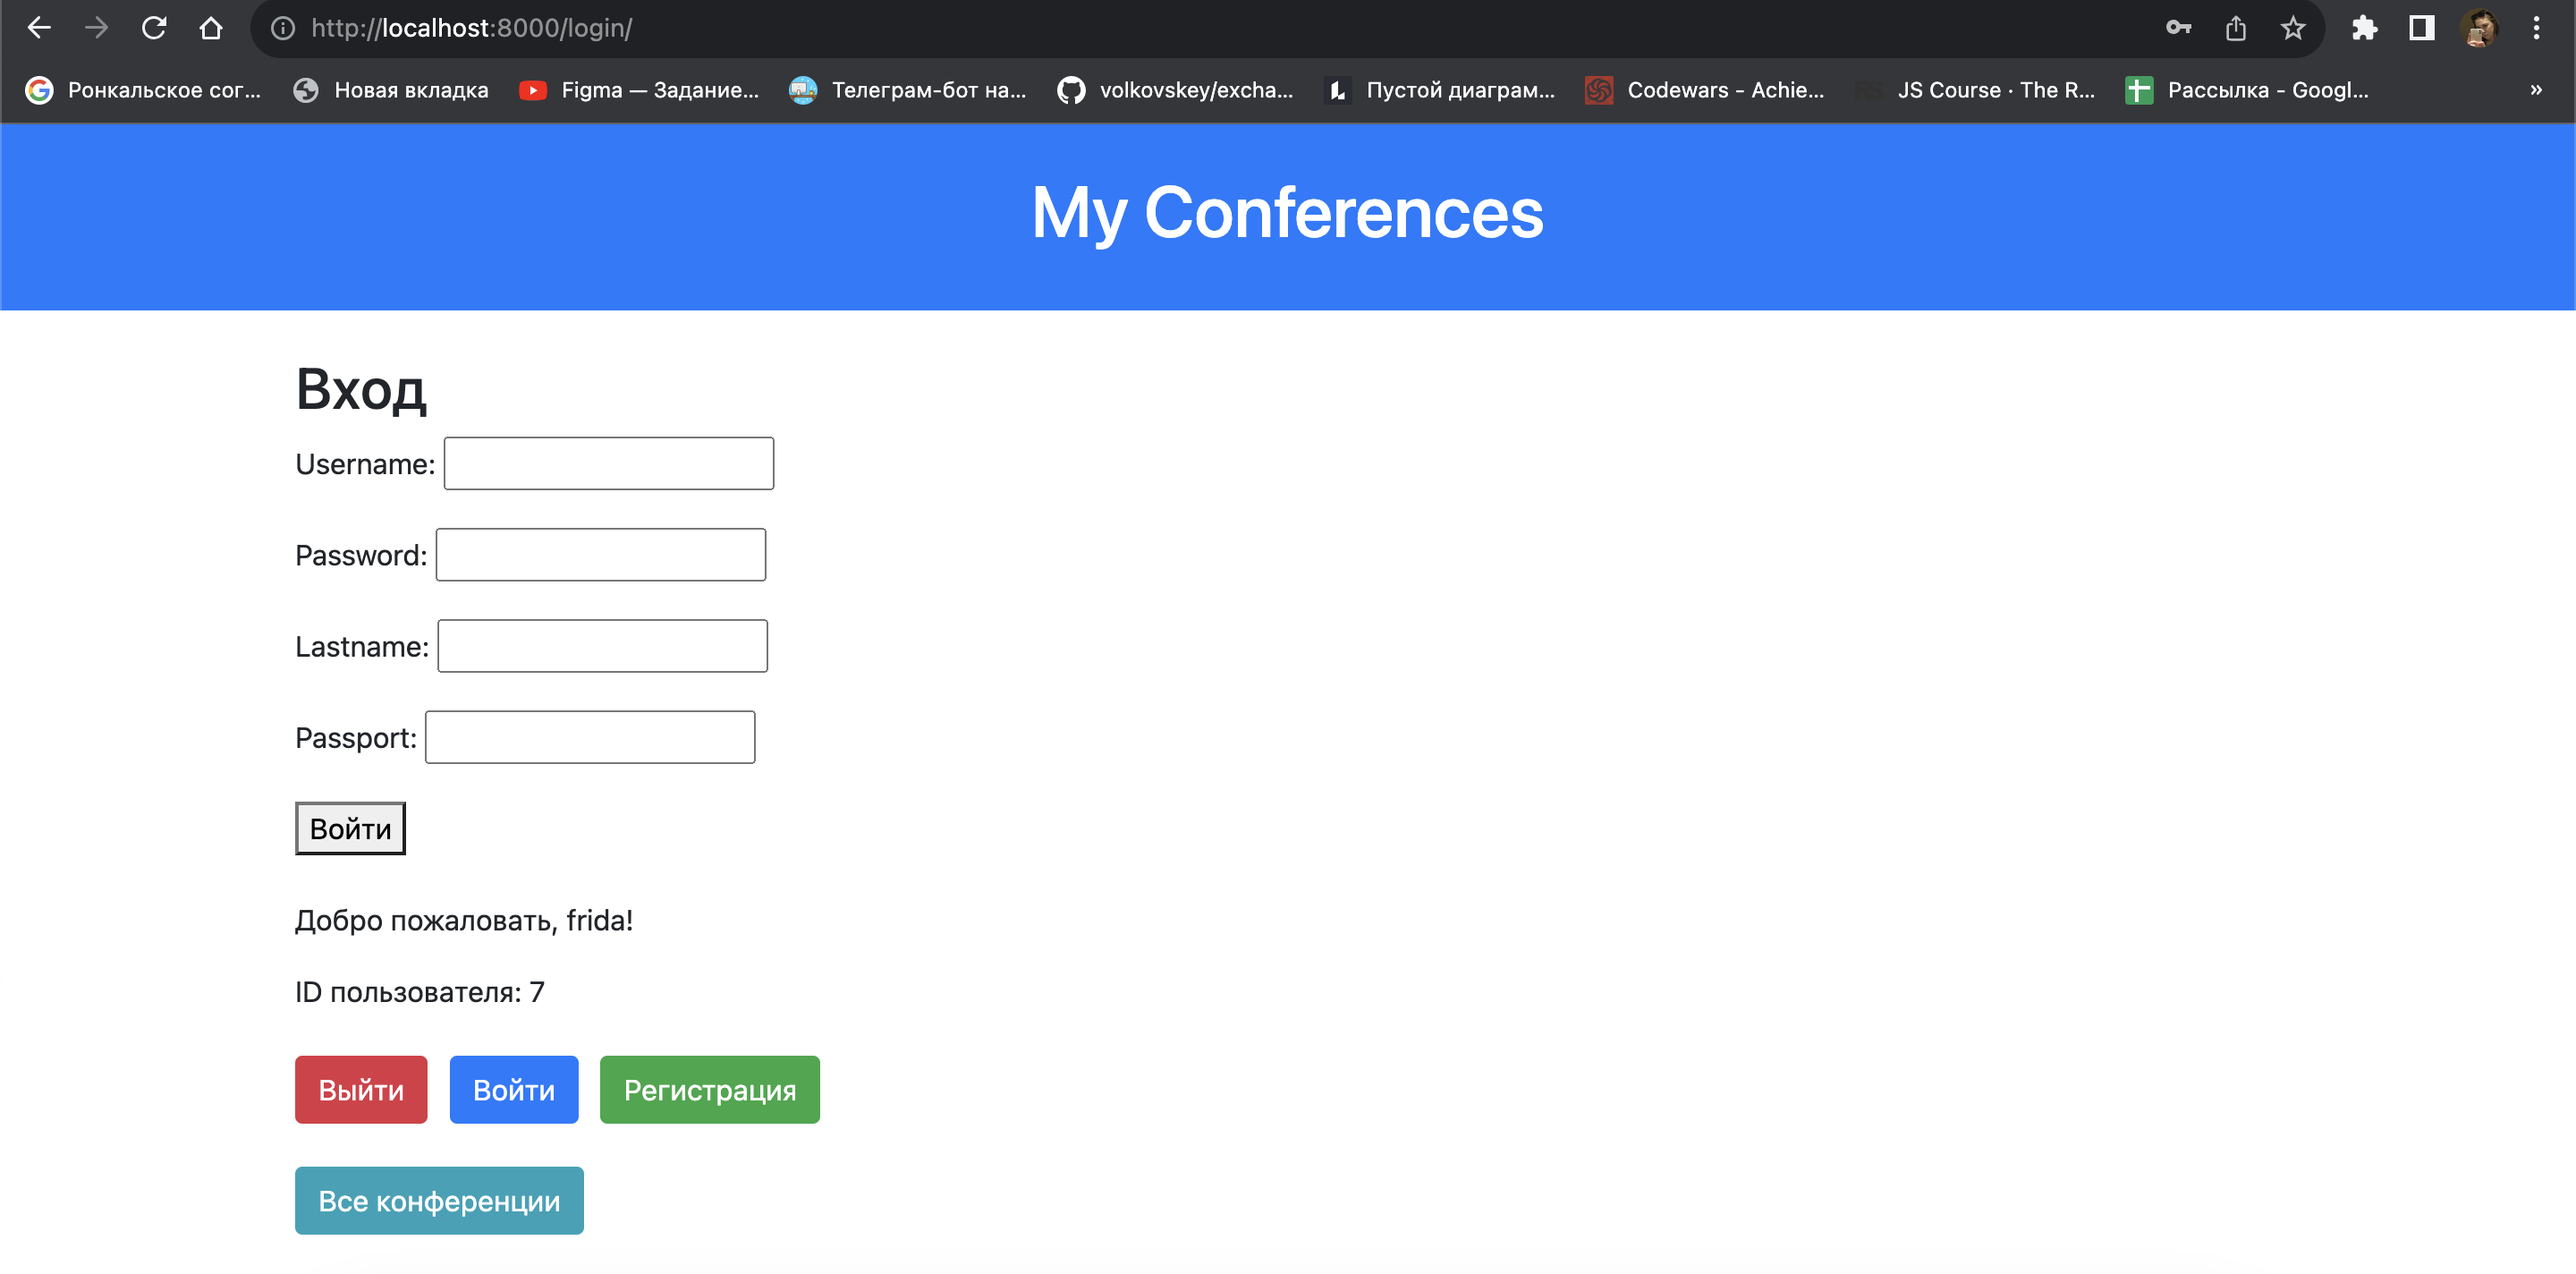 http://localhost:8000/login/
Ронкальское сог... Новая вкладка Figma — Задание... Телеграм-бот на... volkovskey/excha... Пустой диаграм... Codewars - Achie... JS Course · The R... Рассылка - Googl... »
My Conferences
Вход
Username:
Password:
Lastname:
Passport:
Войти
Добро пожаловать, frida!
ID пользователя: 7
Выйти Войти Регистрация
Все конференции